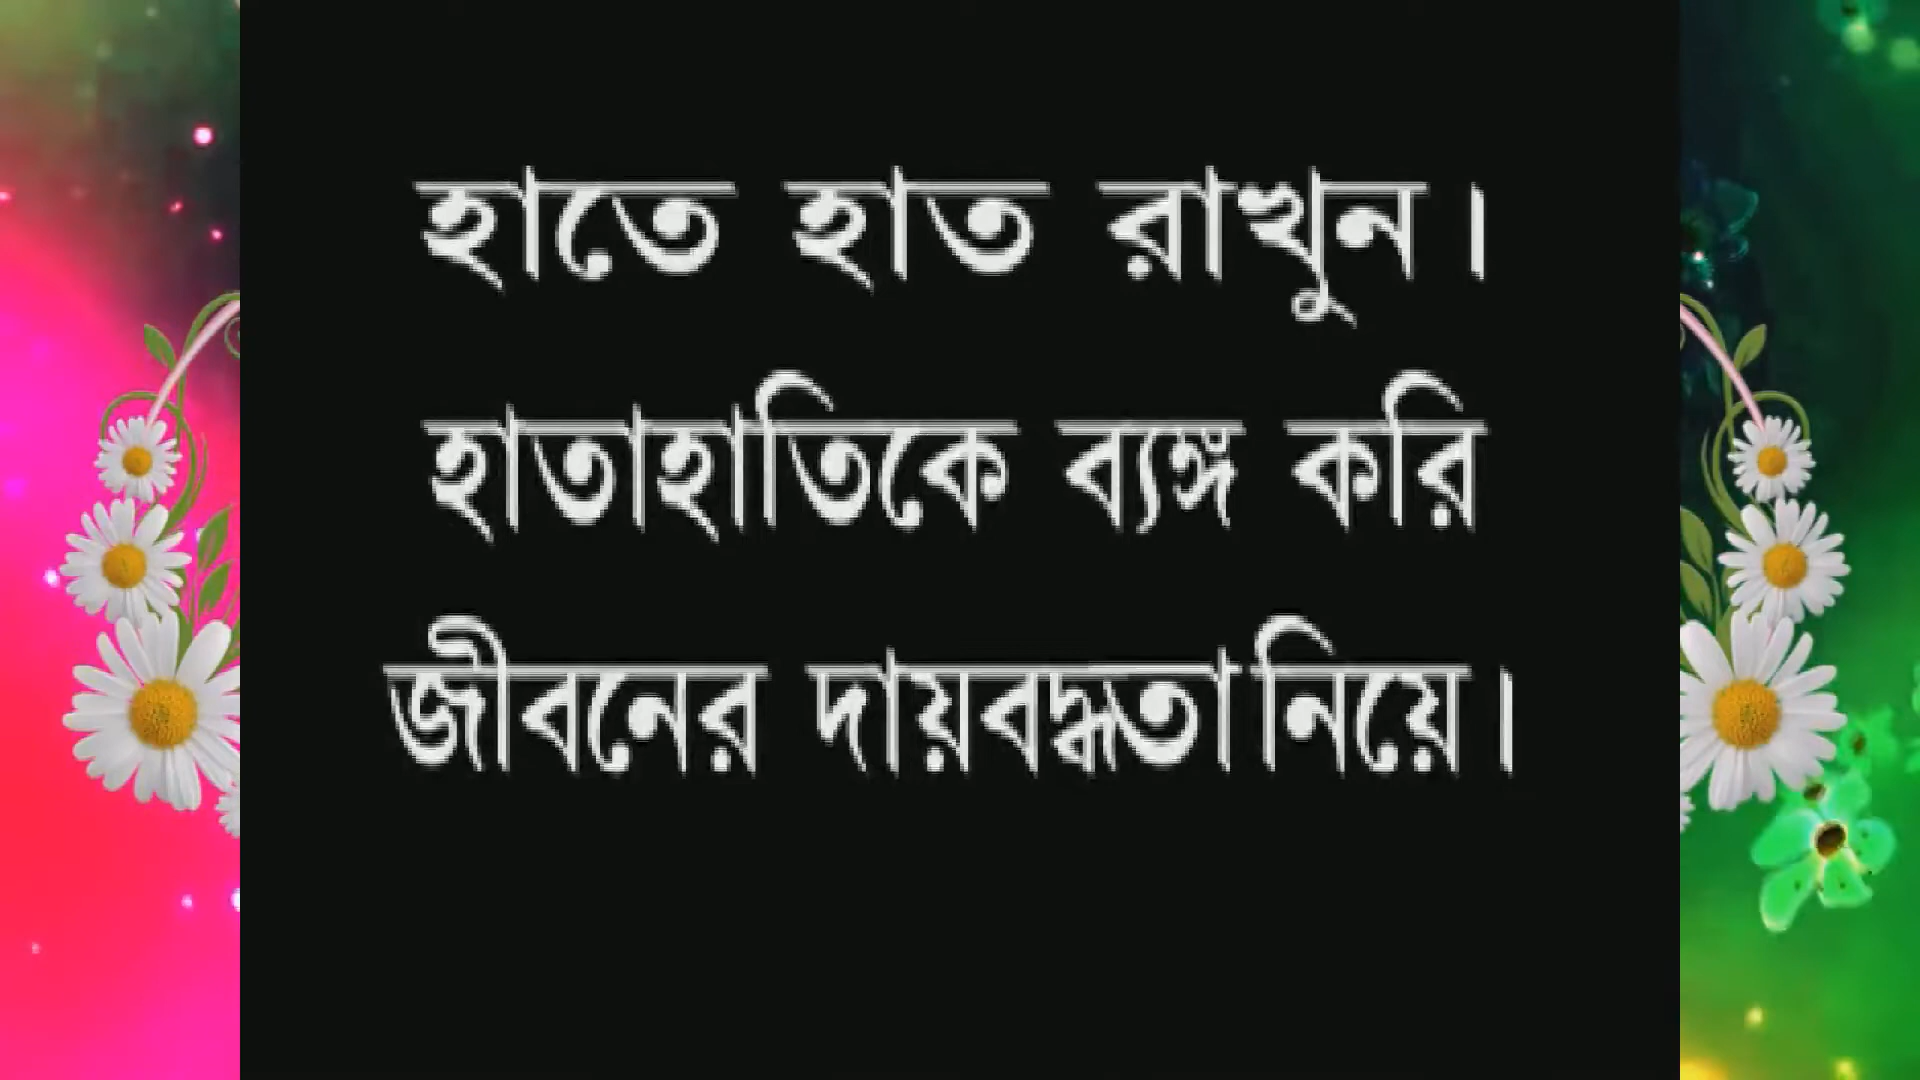 হাতে হাত রাখুন।
হাতাহাতিকে ব্যঙ্গ করি
জীবনের দায়বদ্ধতা নিয়ে।